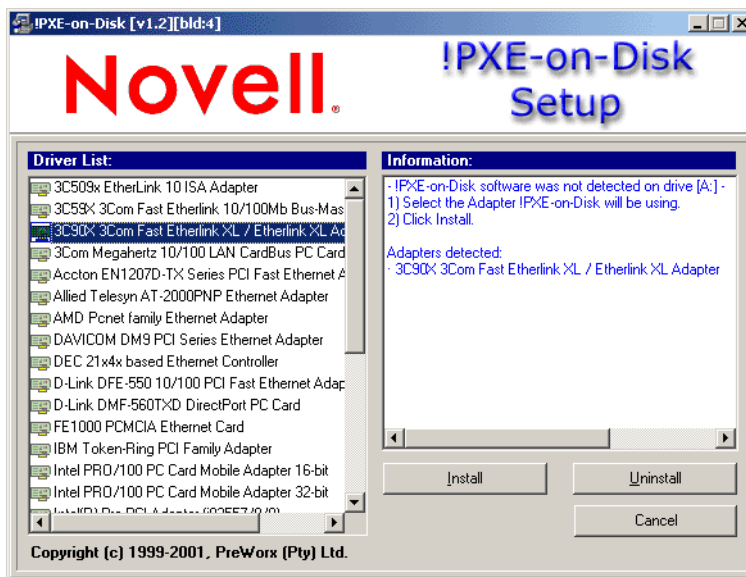 !PXE-on-Disk [v1.2][bld:4]
Novell®
!PXE-on-Disk
Setup
Driver List:
3C509x EtherLink 10 ISA Adapter
3C59X 3Com Fast Etherlink 10/100Mb Bus-Mas
3C90X 3Com Fast Etherlink XL / Etherlink XL Ad
3Com Megahertz 10/100 LAN CardBus PC Card
Accton EN1207D-TX Series PCI Fast Ethernet A
Allied Telesyn AT-2000PNP Ethernet Adapter
AMD Pcnet family Ethernet Adapter
DAVICOM DM9 PCI Series Ethernet Adapter
DEC 21x4x based Ethernet Controller
D-Link DFE-550 10/100 PCI Fast Ethernet Adap
D-Link DMF-560TXD DirectPort PC Card
FE1000 PCMCIA Ethernet Card
IBM Token-Ring PCI Family Adapter
Intel PRO/100 PC Card Mobile Adapter 16-bit
Intel PRO/100 PC Card Mobile Adapter 32-bit
Information:
- !PXE-on-Disk software was not detected on drive [A:] -
1) Select the Adapter !PXE-on-Disk will be using.
2) Click Install.
Adapters detected:
- 3C90X 3Com Fast Etherlink XL / Etherlink XL Adapter
Install
Uninstall
Cancel
Copyright (c) 1999-2001, PreWorx (Pty) Ltd.